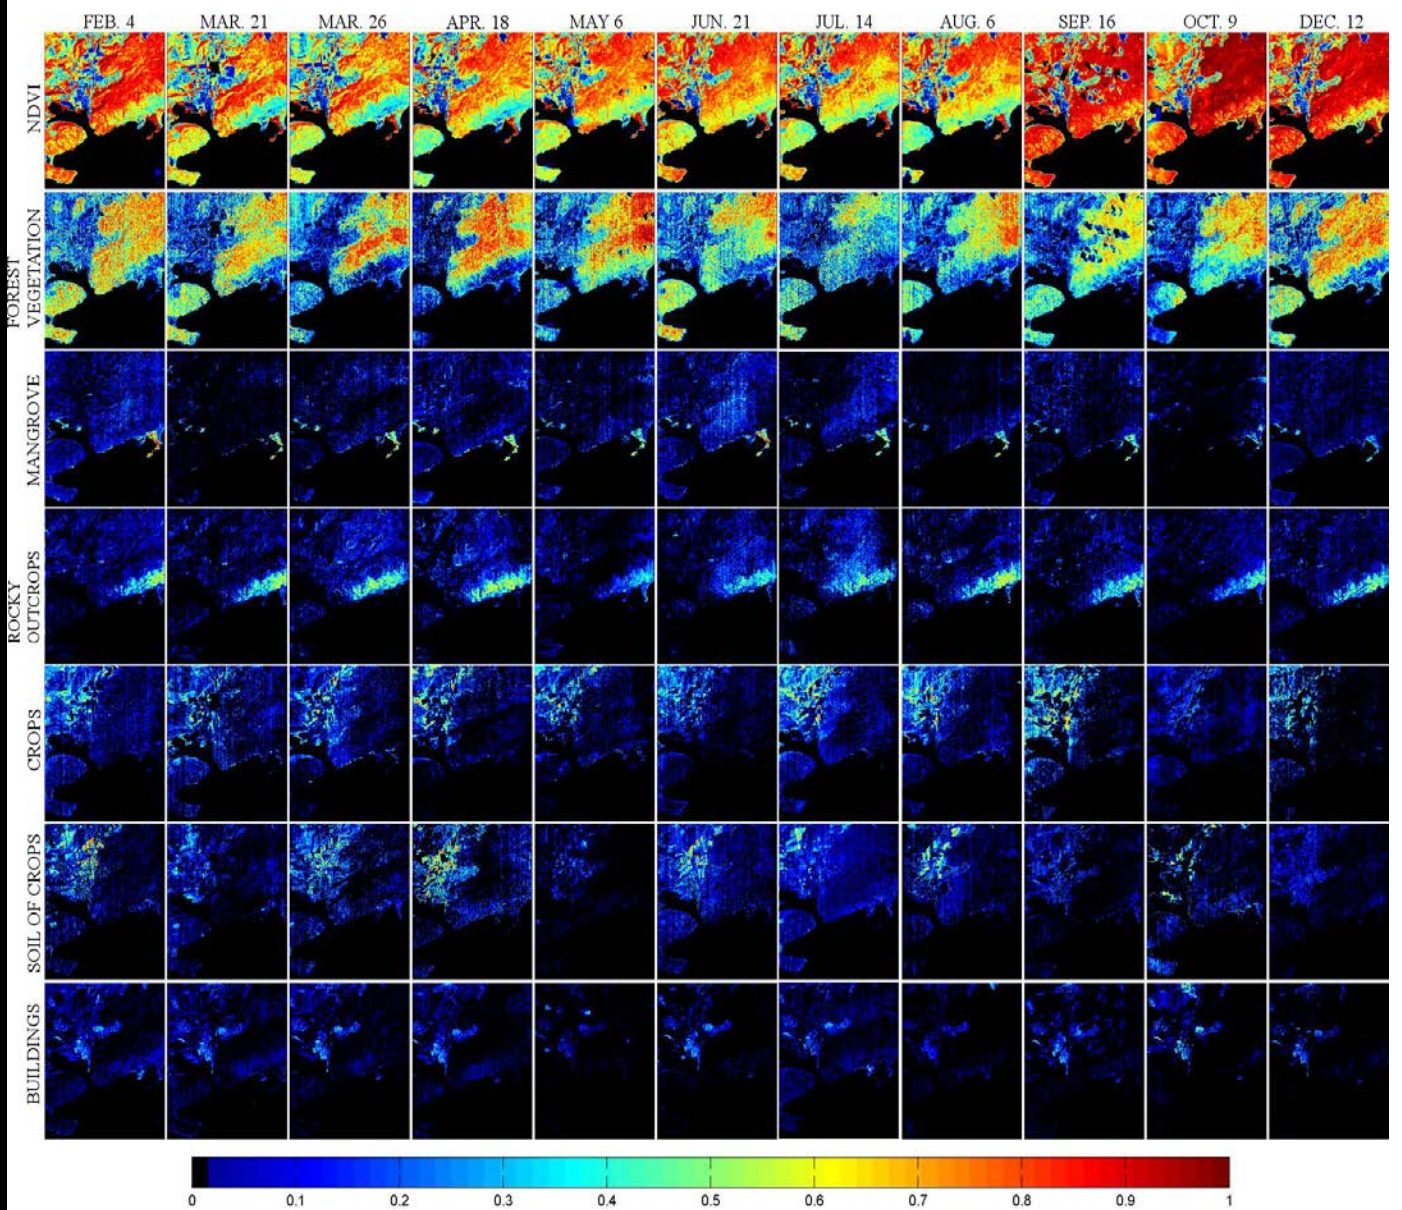 FEB. 4 MAR. 21 MAR. 26 APR. 18 MAY 6 JUN. 21 JUL. 14 AUG. 6 SEP. 16 OCT. 9 DEC. 12
NDVI
FOREST
VEGETATION
MANGROVE
ROCKY
OUTCROPS
CROPS
SOIL OF CROPS
BUILDINGS
0 0.1 0.2 0.3 0.4 0.5 0.6 0.7 0.8 0.9 1